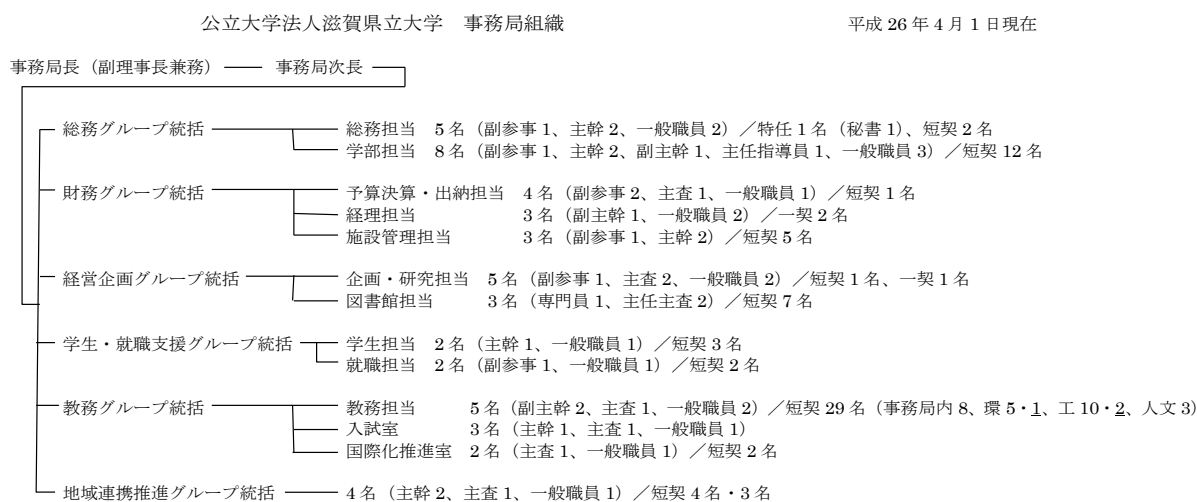 公立大学法人滋賀県立大学　事務局組織　平成 26 年 4 月 1 日現在
事務局長（副理事長兼務）　事務局次長
総務グループ統括　総務担当　5 名（副参事 1、主幹 2、一般職員 2）／特任 1 名（秘書 1）、短契 2 名
学部担当　8 名（副参事 1、主幹 2、副主幹 1、主任指導員 1、一般職員 3）／短契 12 名
財務グループ統括　予算決算・出納担当　4 名（副参事 2、主査 1、一般職員 1）／短契 1 名
経理担当　3 名（副主幹 1、一般職員 2）／一契 2 名
施設管理担当　3 名（副参事 1、主幹 2）／短契 5 名
経営企画グループ統括　企画・研究担当　5 名（副参事 1、主査 2、一般職員 2）／短契 1 名、一契 1 名
図書館担当　3 名（専門員 1、主任主査 2）／短契 7 名
学生・就職支援グループ統括　学生担当　2 名（主幹 1、一般職員 1）／短契 3 名
就職担当　2 名（副参事 1、一般職員 1）／短契 2 名
教務グループ統括　教務担当　5 名（副主幹 2、主査 1、一般職員 2）／短契 29 名（事務局内 8、環 5・1、工 10・2、人文 3）
入試室　3 名（主幹 1、主査 1、一般職員 1）
国際化推進室　2 名（主査 1、一般職員 1）／短契 2 名
地域連携推進グループ統括　4 名（主幹 2、主査 1、一般職員 1）／短契 4 名・3 名